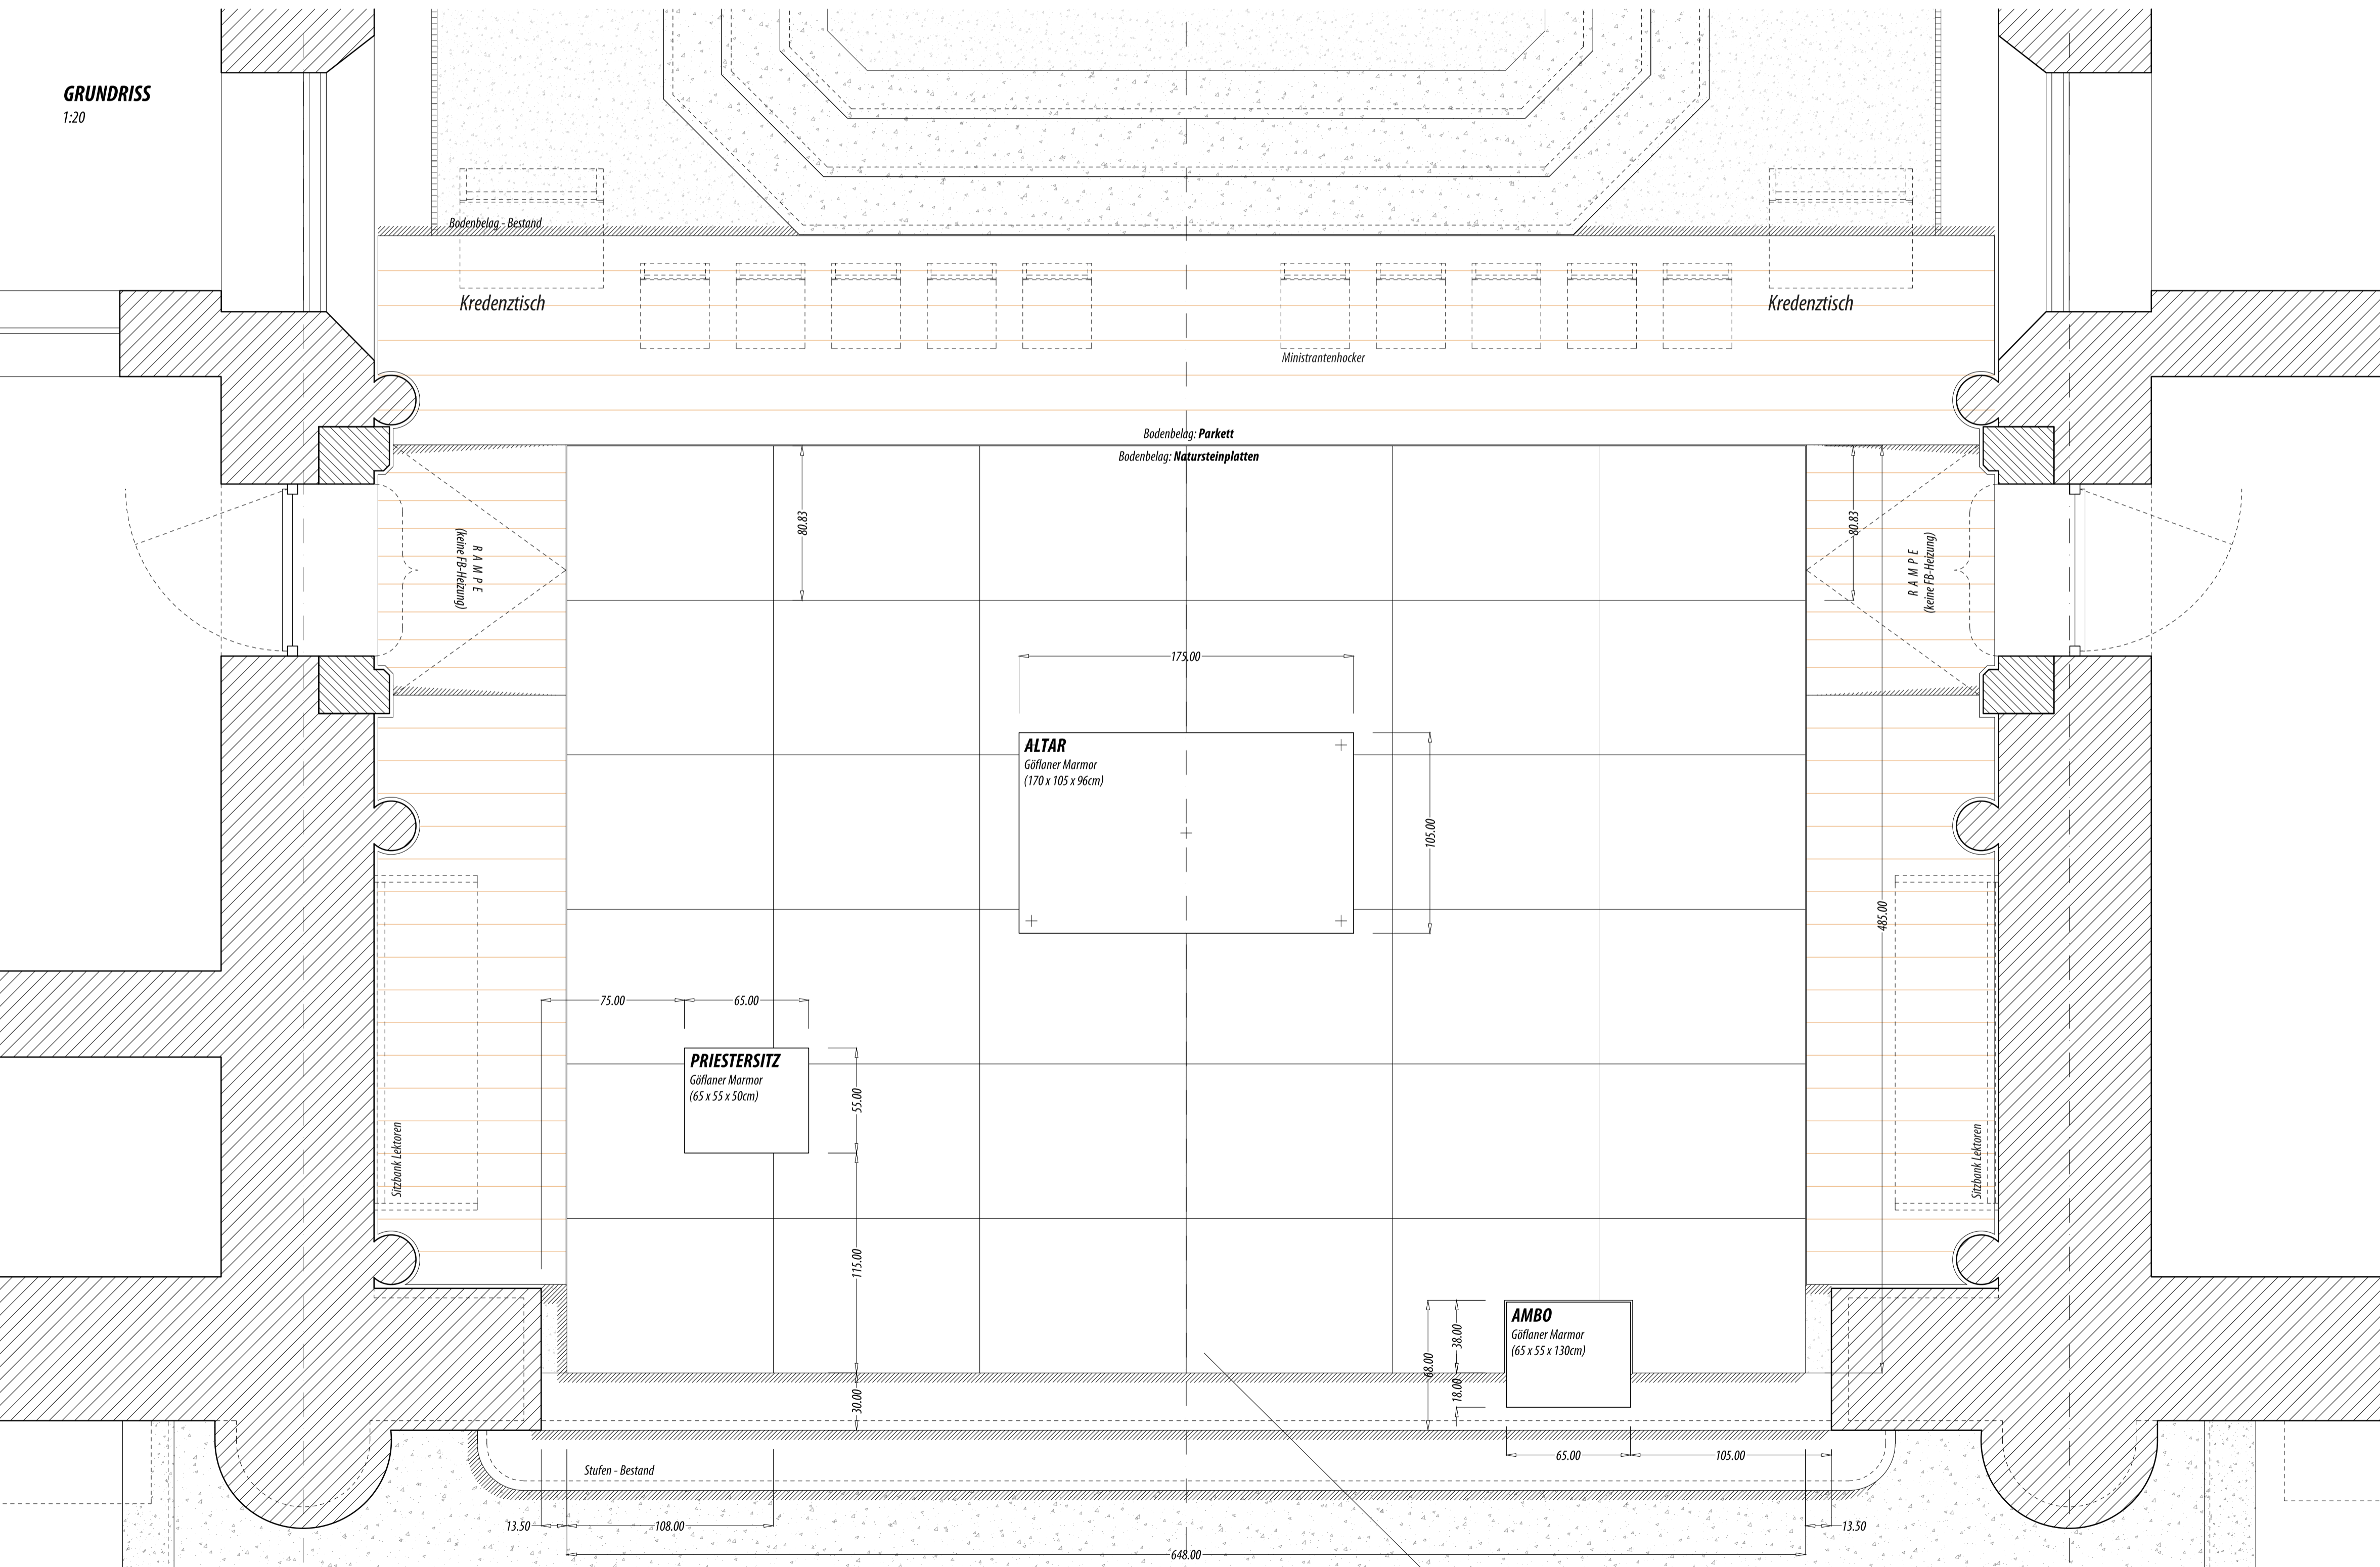 GRUNDRISS
1:20
Bodenbelag - Bestand
Kredenztisch
Kredenztisch
Ministrantenhocker
Bodenbelag: Parkett
Bodenbelag: Natursteinplatten
80.83
80.83
RAMPE
(keine FB-Heizung)
RAMPE
(keine FB-Heizung)
175.00
ALTAR
Göflaner Marmor
(170 x 105 x 96cm)
105.00
485.00
75.00
65.00
PRIESTERSITZ
Göflaner Marmor
(65 x 55 x 50cm)
55.00
Sitzbank Lektoren
Sitzbank Lektoren
115.00
AMBO
Göflaner Marmor
(65 x 55 x 130cm)
38.00
68.00
18.00
30.00
65.00
105.00
Stufen - Bestand
13.50
108.00
13.50
648.00